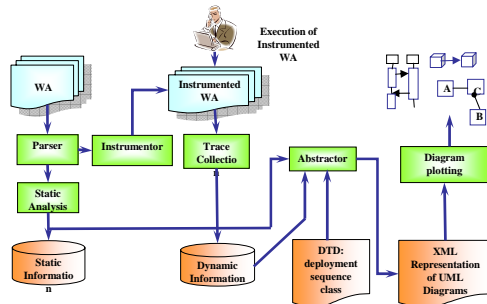 Execution of
Instrumented
WA
WA
Instrumented
WA
A
C
B
Parser
Instrumentor
Trace
Collectio
n
Abstractor
Diagram
plotting
Static
Analysis
Static
Informatio
n
Dynamic
Information
DTD:
deployment
sequence
class
XML
Representation
of UML
Diagrams